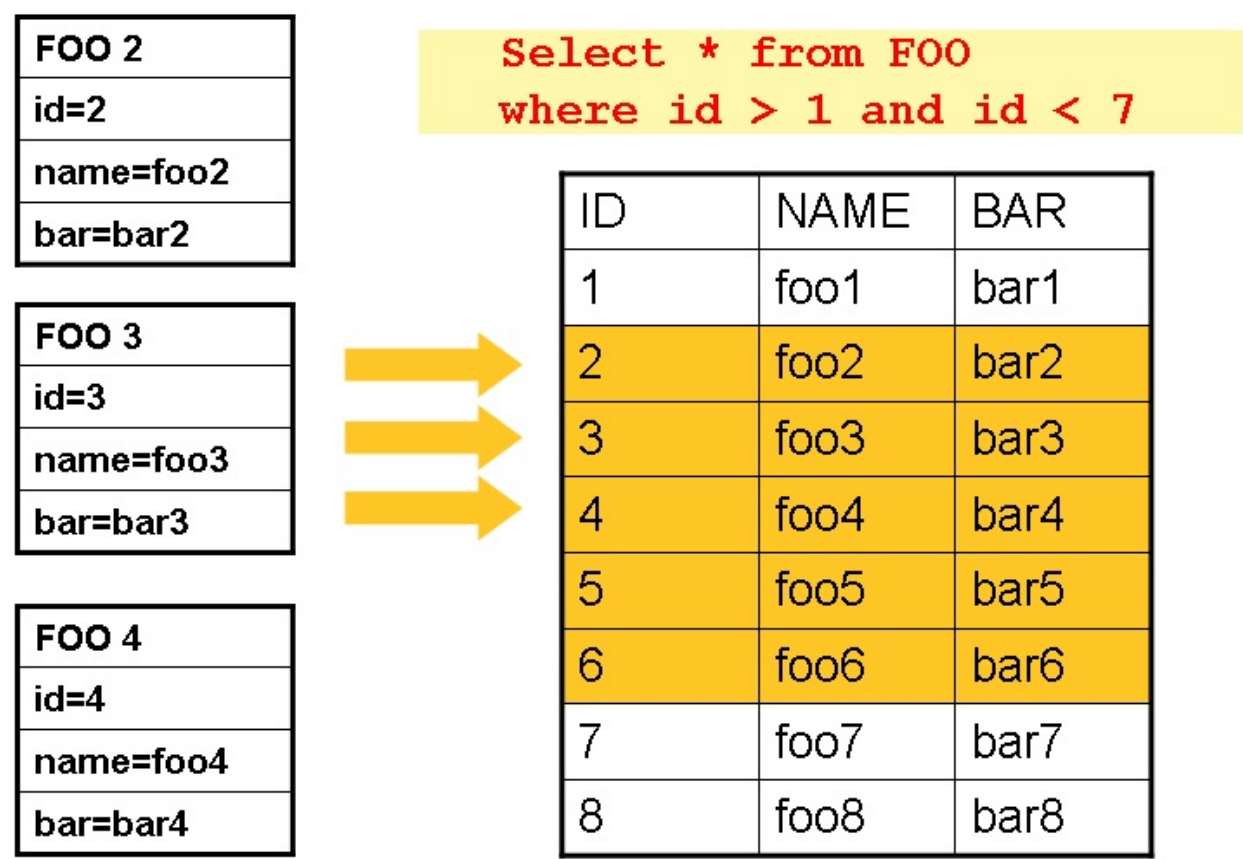 FOO 2
id=2
name=foo2
bar=bar2
FOO 3
id=3
name=foo3
bar=bar3
FOO 4
id=4
name=foo4
bar=bar4
Select * from FOO
where id > 1 and id < 7
ID NAME BAR
1 foo1 bar1
2 foo2 bar2
3 foo3 bar3
4 foo4 bar4
5 foo5 bar5
6 foo6 bar6
7 foo7 bar7
8 foo8 bar8